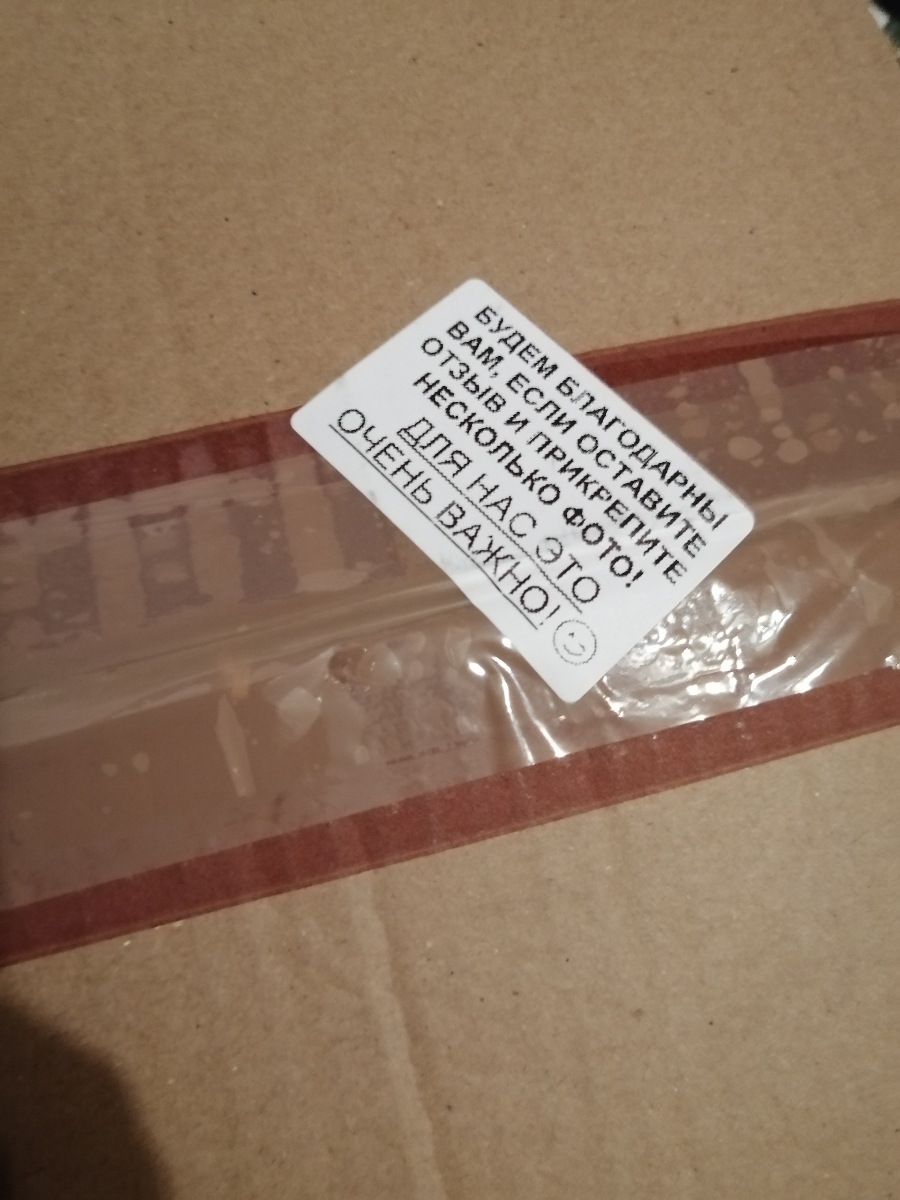 БУДЕМ БЛАГОДАРНЫ
ВАМ, ЕСЛИ ОСТАВИТЕ
ОТЗЫВ И ПРИКРЕПИТЕ
НЕСКОЛЬКО ФОТО!
ДЛЯ НАС ЭТО
ОЧЕНЬ ВАЖНО!